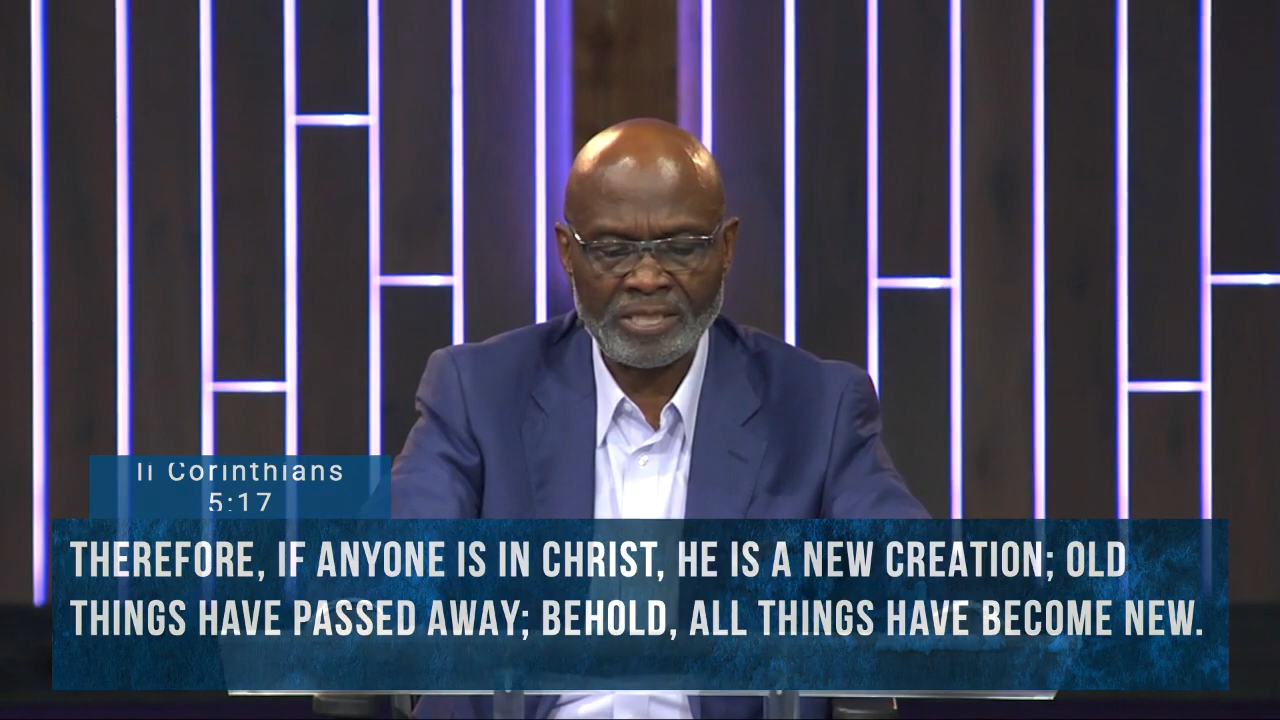 II Corinthians
5:17
THEREFORE, IF ANYONE IS IN CHRIST, HE IS A NEW CREATION; OLD
THINGS HAVE PASSED AWAY; BEHOLD, ALL THINGS HAVE BECOME NEW.